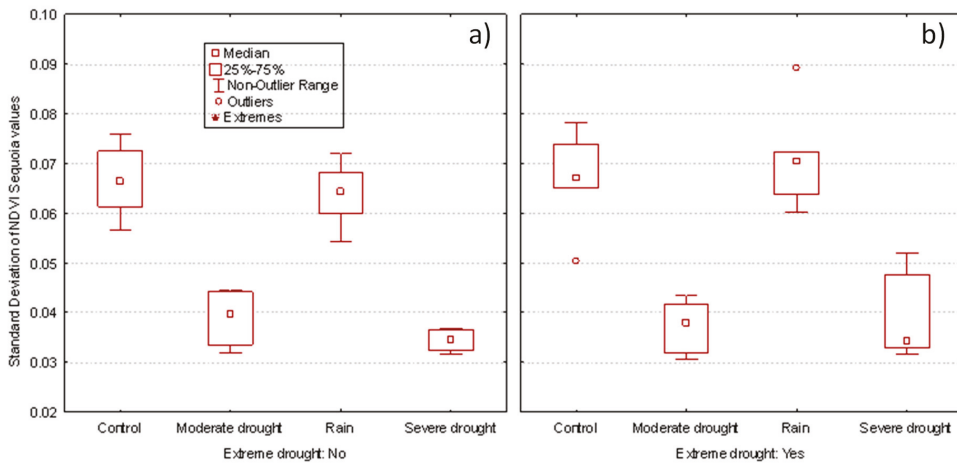 Standard Deviation of NDVI Sequoia values
0.10
0.09
0.08
0.07
0.06
0.05
0.04
0.03
0.02
a)
Median
25%-75%
Non-Outlier Range
Outliers
Extremes
Control
Moderate drought
Rain
Severe drought
Extreme drought: No
b)
Control
Moderate drought
Rain
Severe drought
Extreme drought: Yes